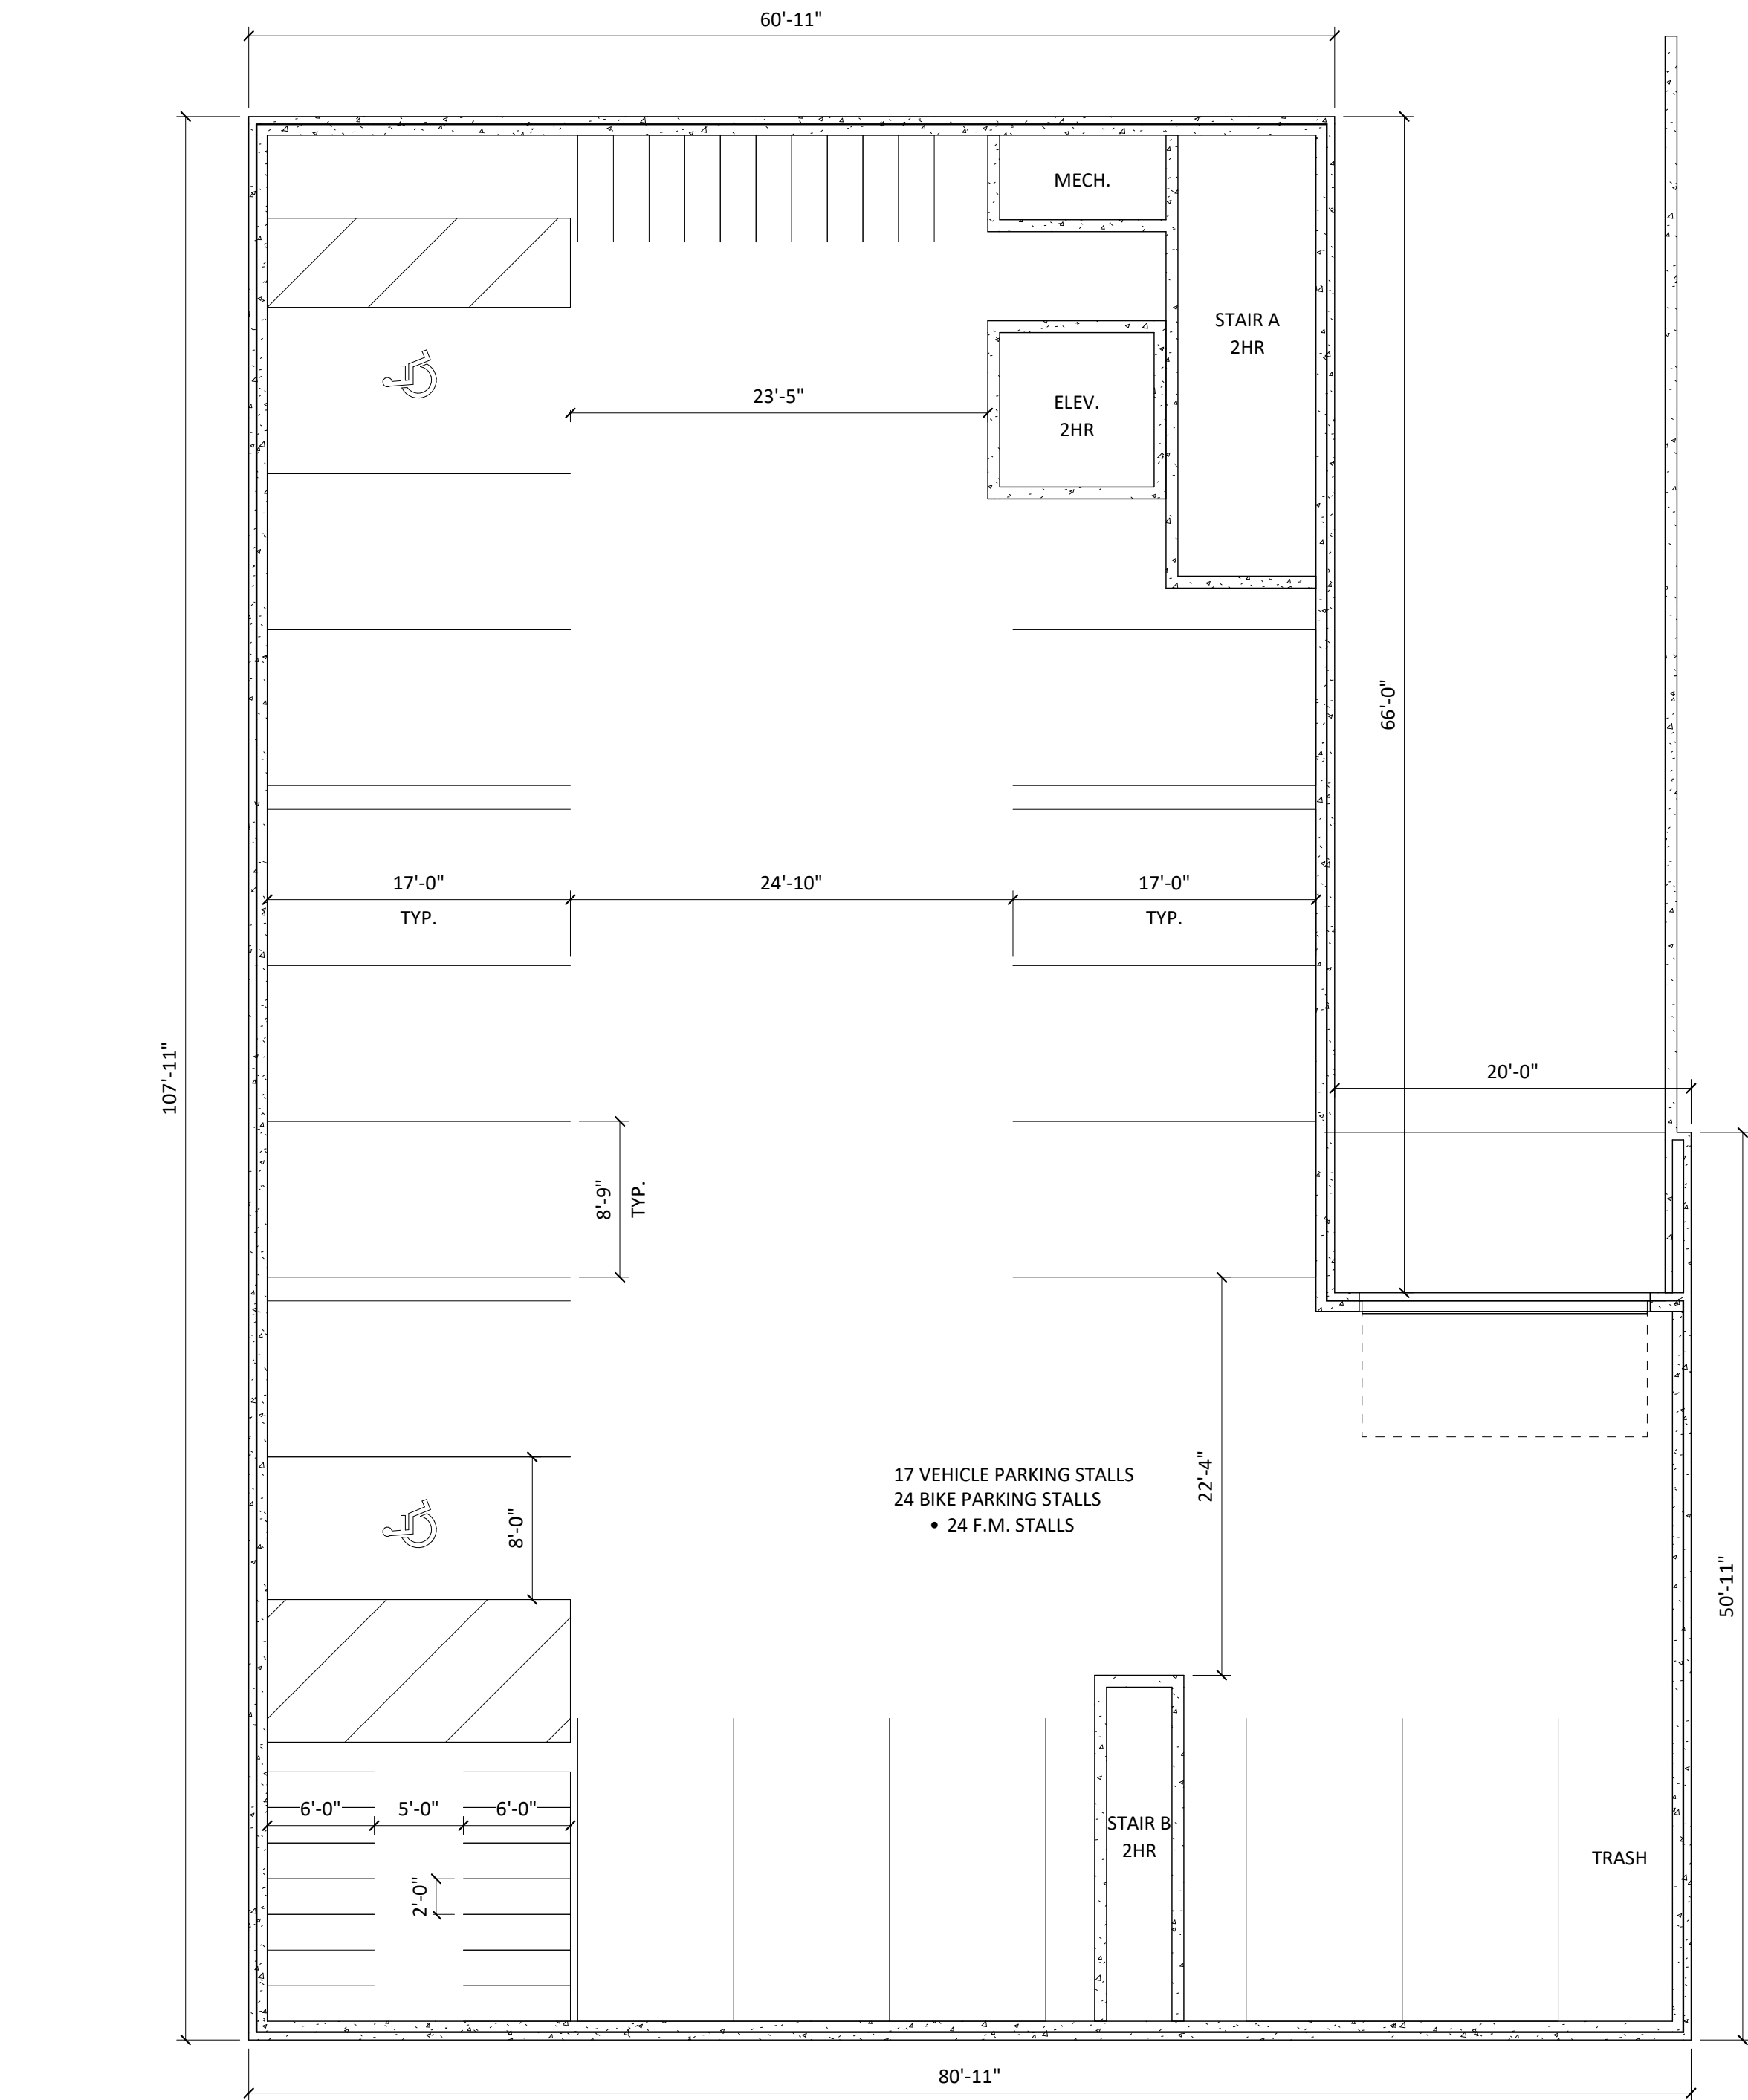 60'-11"
MECH.
STAIR A
2HR
23'-5"
ELEV.
2HR
66'-0"
17'-0"
TYP.
24'-10"
17'-0"
TYP.
107'-11"
20'-0"
8'-9"
TYP.
17 VEHICLE PARKING STALLS
24 BIKE PARKING STALLS
• 24 F.M. STALLS
22'-4"
8'-0"
50'-11"
6'-0"
5'-0"
6'-0"
STAIR B
2HR
TRASH
2'-0"
80'-11"